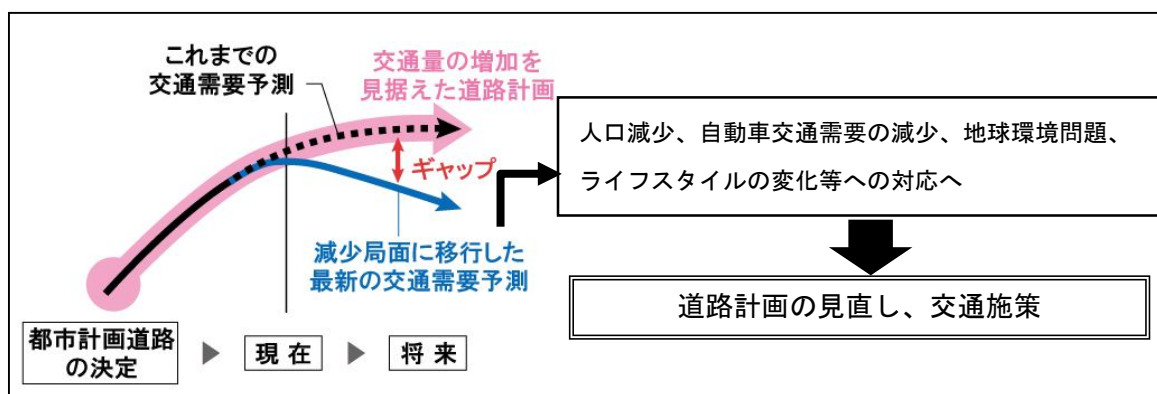 これまでの
交通需要予測
交通量の増加を
見据えた道路計画
ギャップ
減少局面に移行した
最新の交通需要予測
都市計画道路
の決定
現在
将来
人口減少、自動車交通需要の減少、地球環境問題、
ライフスタイルの変化等への対応へ
道路計画の見直し、交通施策